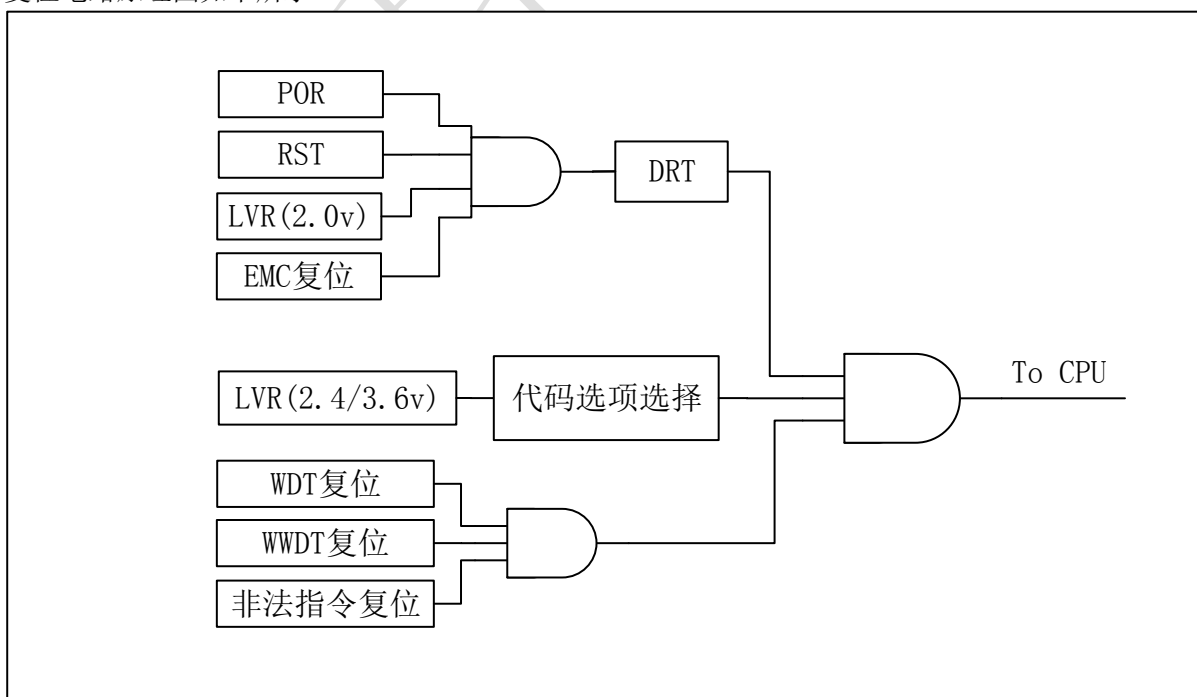 POR
RST
LVR(2.0v)
EMC复位
DRT
LVR(2.4/3.6v)
代码选项选择
To CPU
WDT复位
WWDT复位
非法指令复位